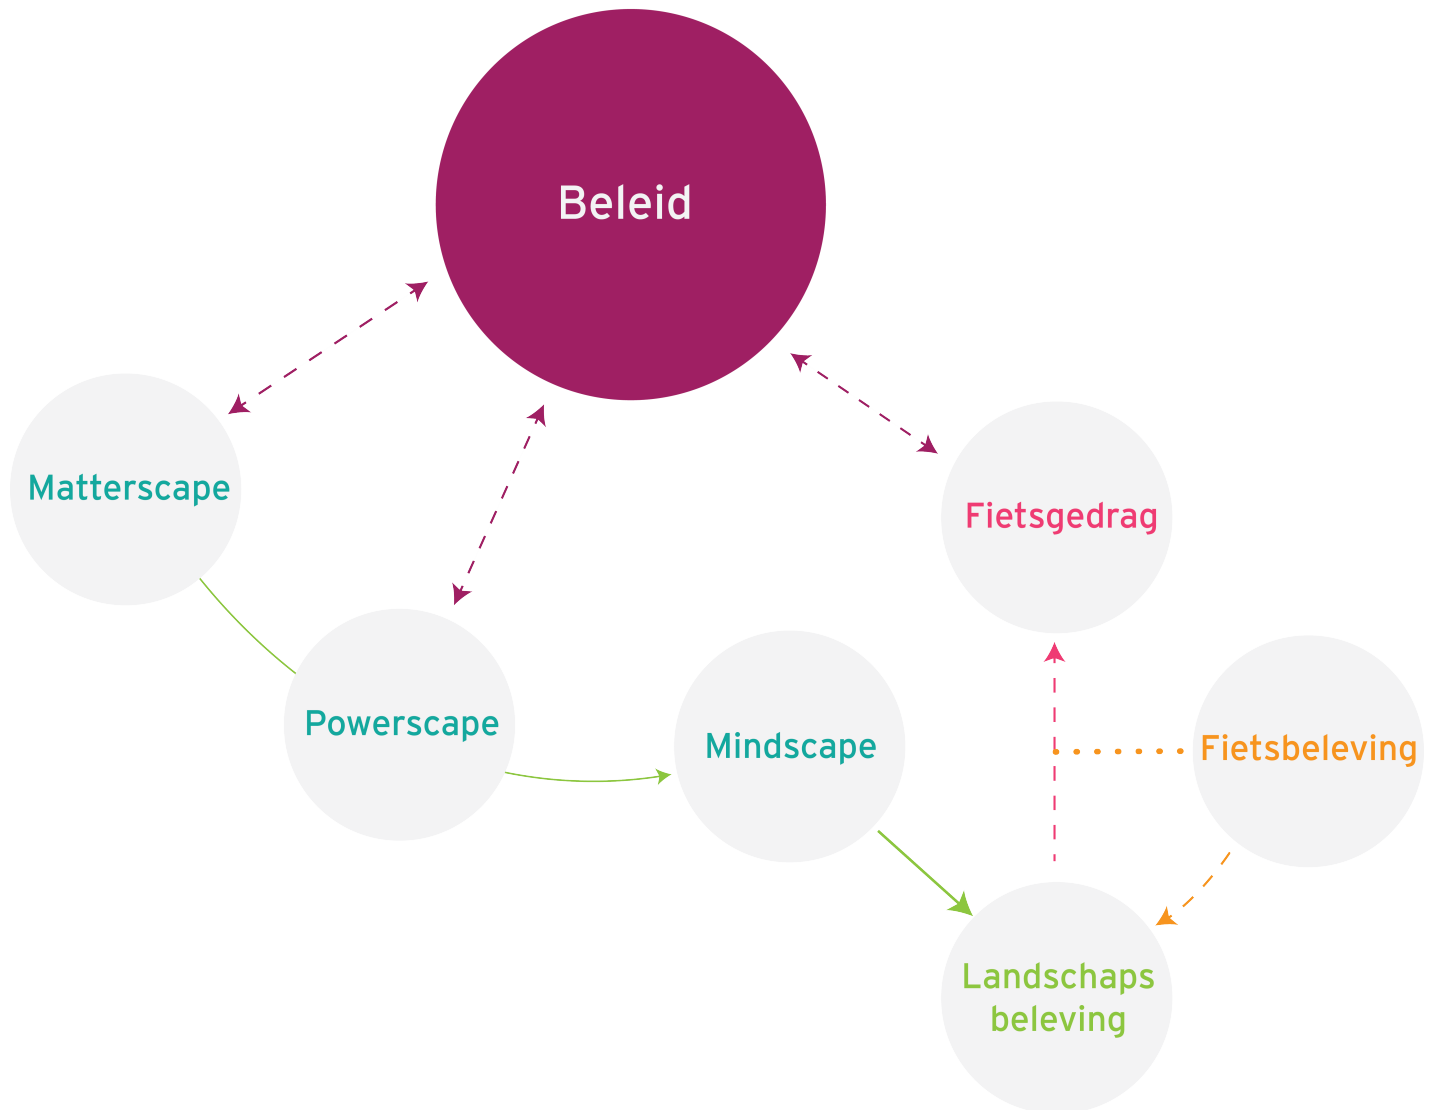 Beleid
Matterscape
Fietsgedrag
Powerscape
Mindscape
Fietsbeleving
Landschaps
beleving